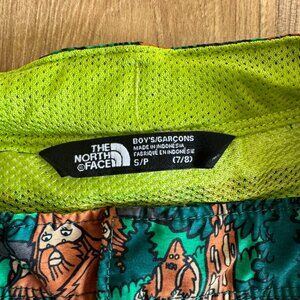 THE
NORTH
FACE
BOY'S/GARÇONS
MADE IN INDONESIA
FABRIQUÉ EN INDONÉSIE
S/P (7/8)